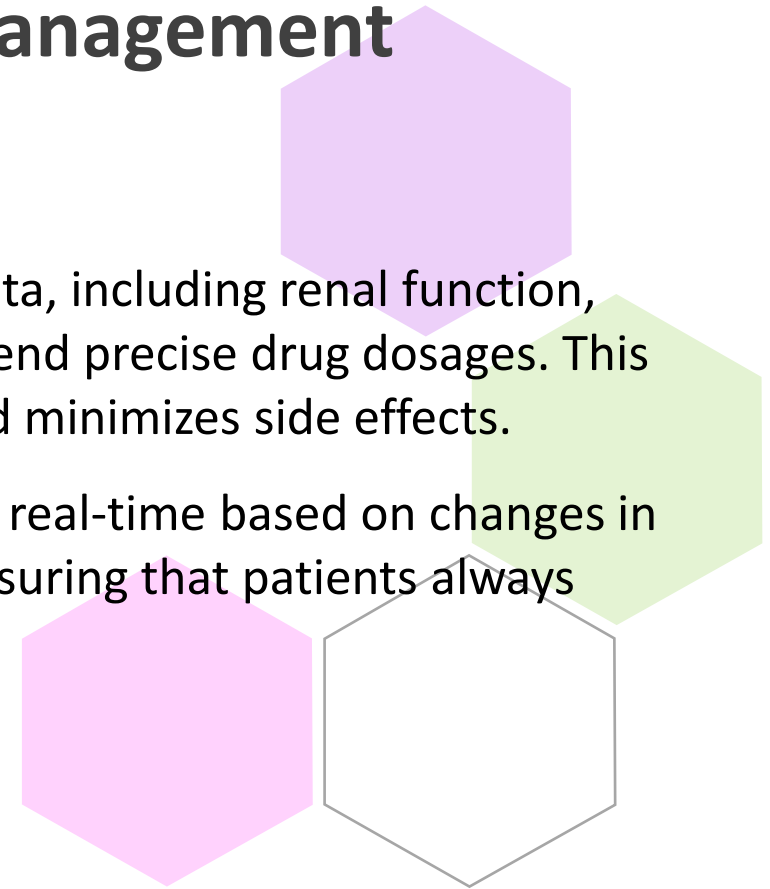 anagement
ta, including renal function,
end precise drug dosages. This
d minimizes side effects.
real-time based on changes in
suring that patients always